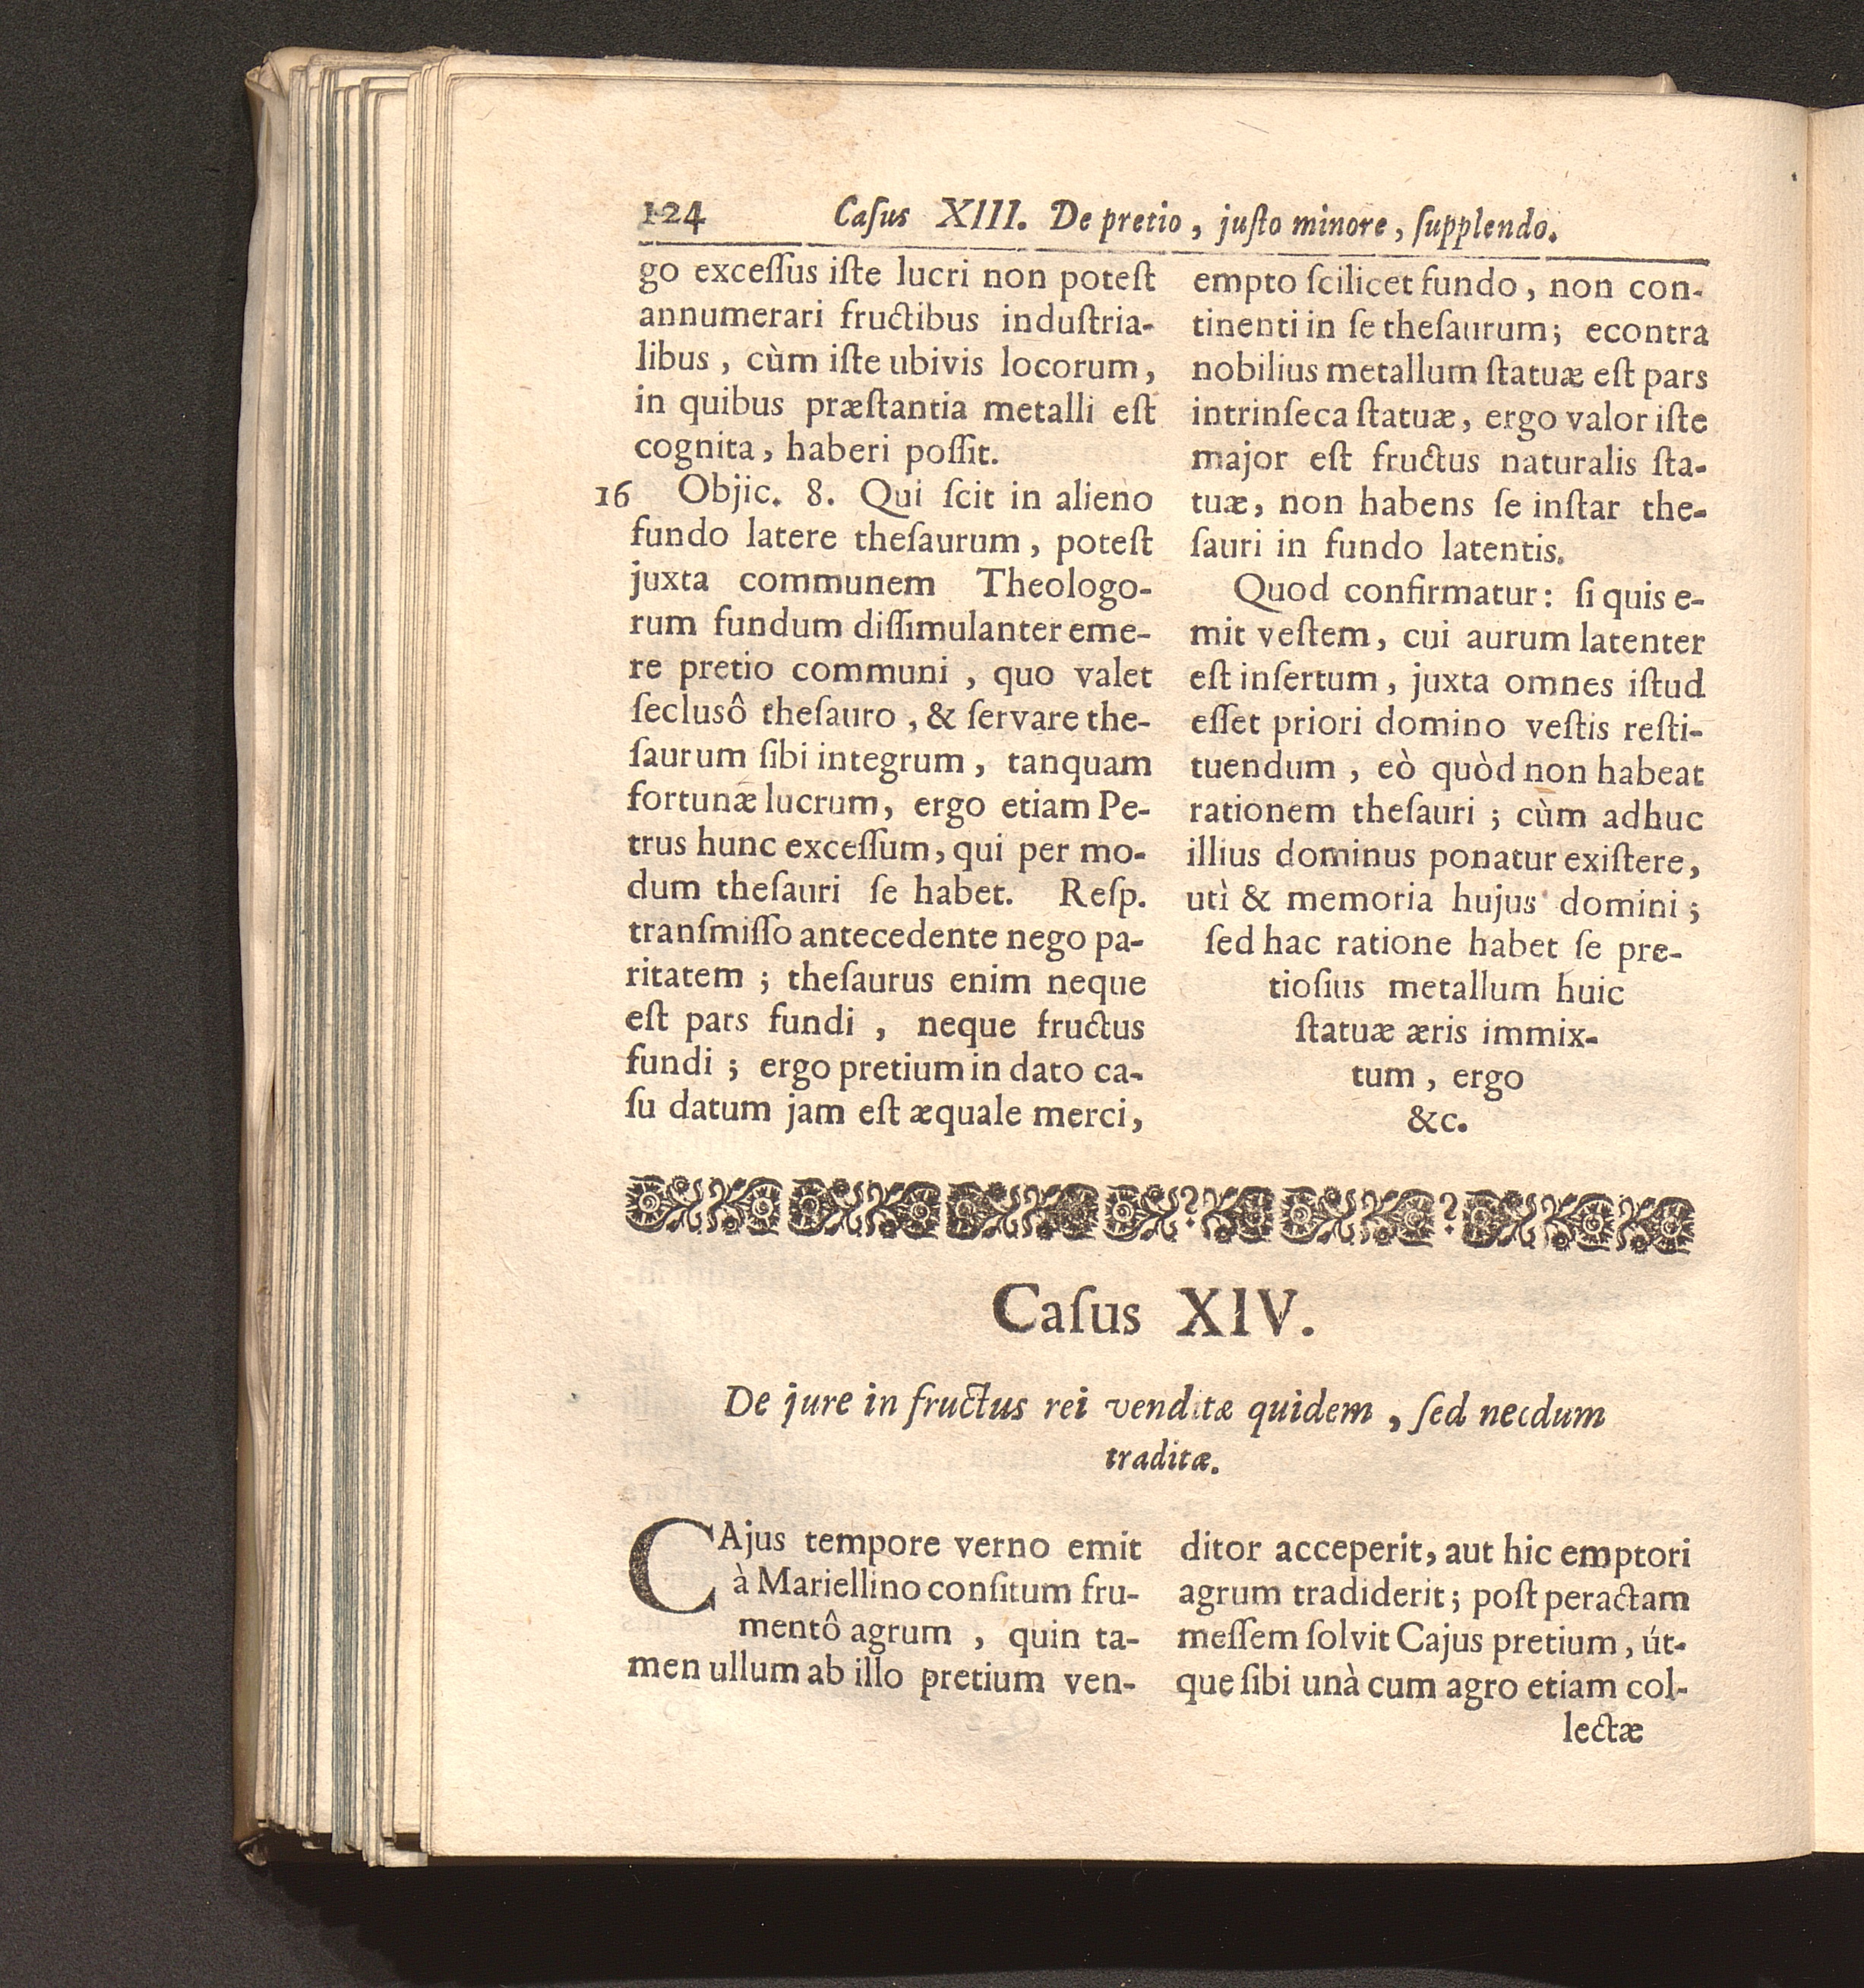 124 Caſus XIII. De pretio, juſto minore, ſupplendo.
go exceſſus iſte lucri non poteſt
annumerari fructibus induſtria-
libus, cùm iſte ubivis locorum,
in quibus præſtantia metalli eſt
cognita, haberi poſſit.
16 Objic. 8. Qui ſcit in alieno
fundo latere theſaurum, poteſt
juxta communem Theologo-
rum fundum diſſimulanter eme-
re pretio communi, quo valet
ſecluſô theſauro, & ſervare the-
ſaurum ſibi integrum, tanquam
fortunæ lucrum, ergo etiam Pe-
trus hunc exceſſum, qui per mo-
dum theſauri ſe habet. Reſp.
tranſmiſſo antecedente nego pa-
ritatem; theſaurus enim neque
eſt pars fundi, neque fructus
fundi; ergo pretium in dato ca-
ſu datum jam eſt æquale merci,
empto ſcilicet fundo, non con-
tinenti in ſe theſaurum; econtra
nobilius metallum ſtatuæ eſt pars
intrinſeca ſtatuæ, ergo valor iſte
major eſt fructus naturalis ſta-
tuæ, non habens ſe inſtar the-
ſauri in fundo latentis.
Quod confirmatur: ſi quis e-
mit veſtem, cui aurum latenter
eſt inſertum, juxta omnes iſtud
eſſet priori domino veſtis reſti-
tuendum, eò quòd non habeat
rationem theſauri; cùm adhuc
illius dominus ponatur exiſtere,
utì & memoria hujus domini;
ſed hac ratione habet ſe pre-
tioſius metallum huic
ſtatuæ æris immix-
tum, ergo
&c.
Caſus XIV.
De jure in fructus rei venditæ quidem, ſed necdum
traditæ.
CAjus tempore verno emit
à Mariellino conſitum fru-
mentô agrum, quin ta-
men ullum ab illo pretium ven-
ditor acceperit, aut hic emptori
agrum tradiderit; poſt peractam
meſſem ſolvit Cajus pretium, út-
que ſibi unà cum agro etiam col-
lectæ